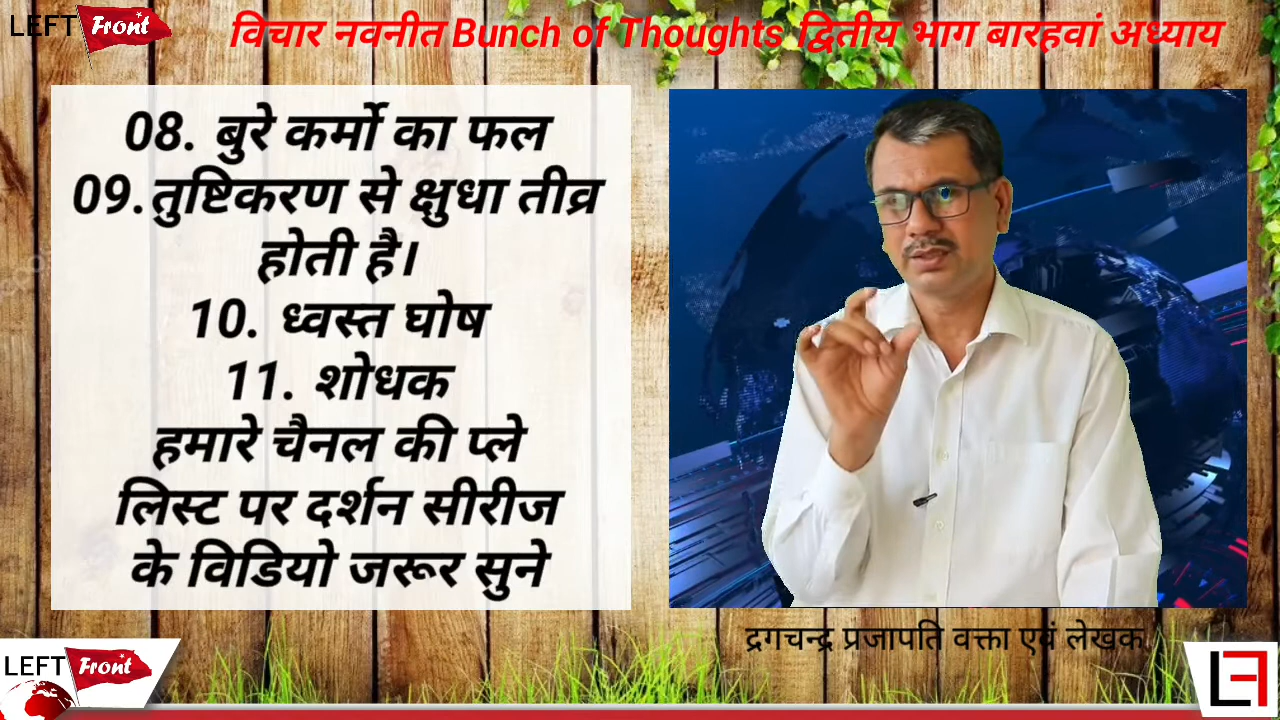 LEFT Front
विचार नवनीत Bunch of Thoughts द्वितीय भाग बारहवां अध्याय
08. बुरे कर्मो का फल
09.तुष्टिकरण से क्षुधा तीव्र
होती है।
10. ध्वस्त घोष
11. शोधक
हमारे चैनल की प्ले
लिस्ट पर दर्शन सीरीज
के विडियो जरूर सुने
द्रगचन्द्र प्रजापति वक्ता एवं लेखक
LEFT Front
LF